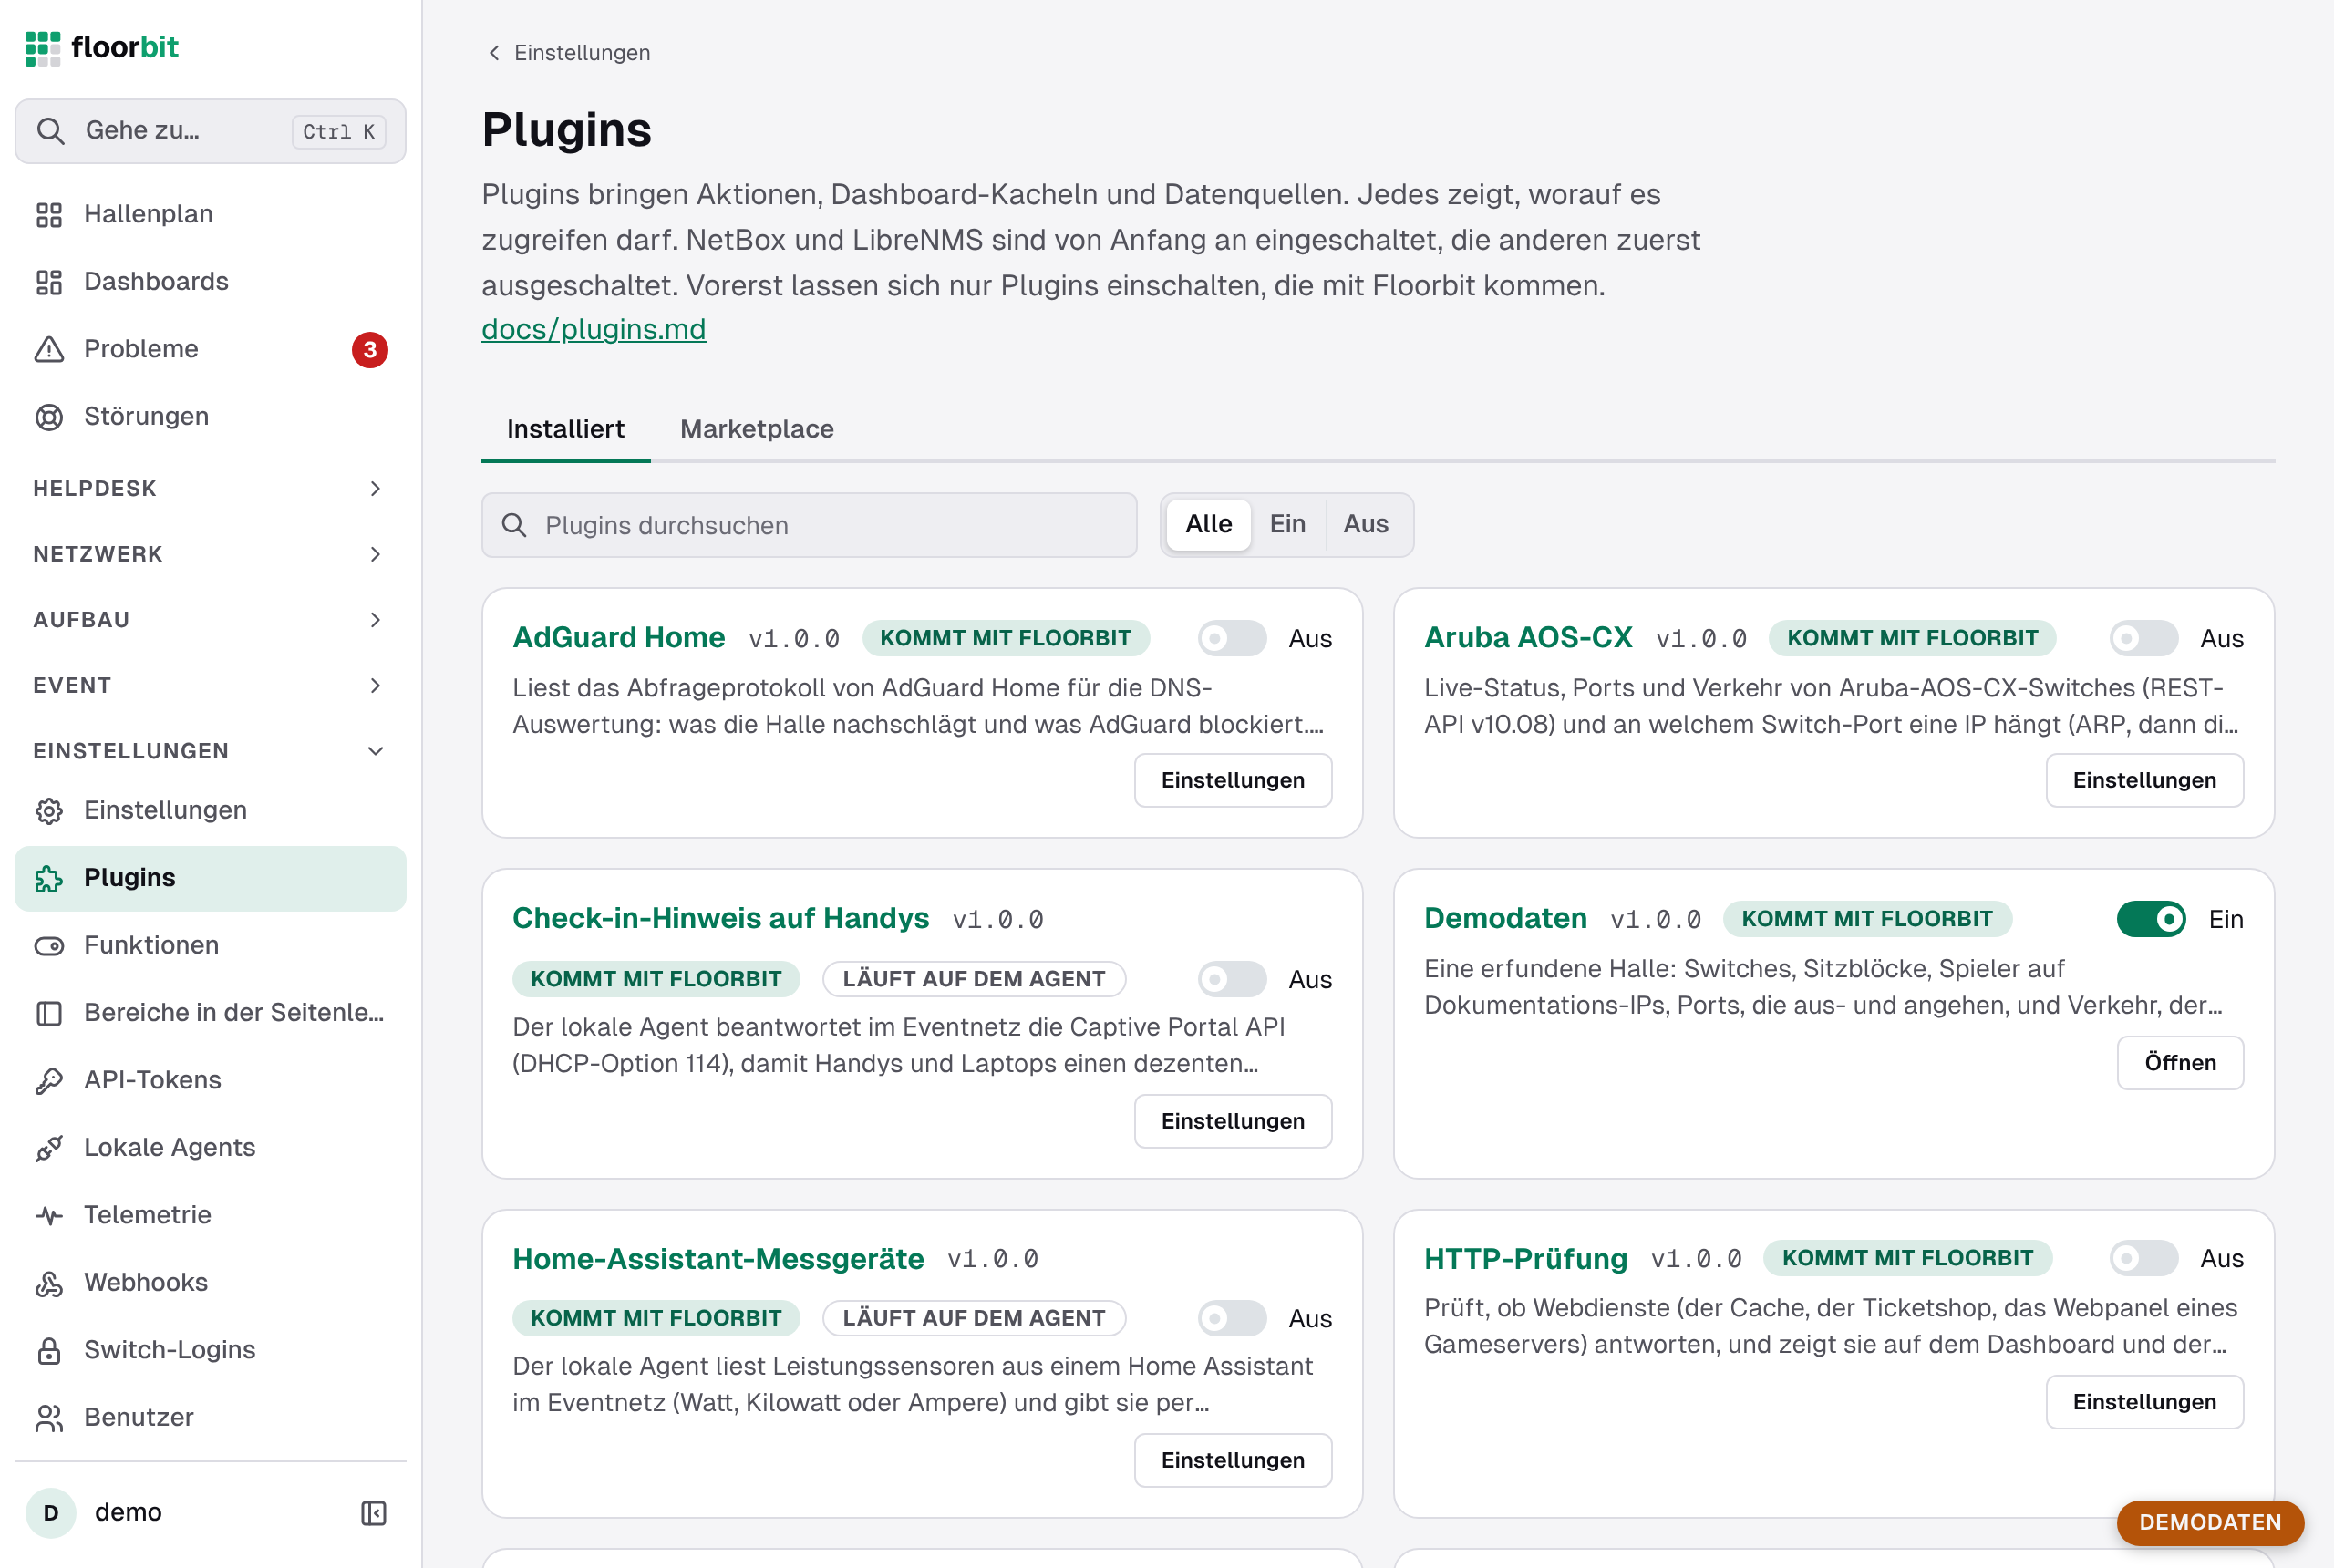 floorbit
Gehe zu...
Ctrl K
Hallenplan
Dashboards
Probleme
3
Störungen
HELPDESK
NETZWERK
AUFBAU
EVENT
EINSTELLUNGEN
Einstellungen
Plugins
Funktionen
Bereiche in der Seitenle...
API-Tokens
Lokale Agents
Telemetrie
Webhooks
Switch-Logins
Benutzer
D
demo
Einstellungen
Plugins
Plugins bringen Aktionen, Dashboard-Kacheln und Datenquellen. Jedes zeigt, worauf es
zugreifen darf. NetBox und LibreNMS sind von Anfang an eingeschaltet, die anderen zuerst
ausgeschaltet. Vorerst lassen sich nur Plugins einschalten, die mit Floorbit kommen.
docs/plugins.md
Installiert
Marketplace
Plugins durchsuchen
Alle
Ein
Aus
AdGuard Home v1.0.0 KOMMT MIT FLOORBIT Aus
Liest das Abfrageprotokoll von AdGuard Home für die DNS-
Auswertung: was die Halle nachschlägt und was AdGuard blockiert....
Einstellungen
Aruba AOS-CX v1.0.0 KOMMT MIT FLOORBIT Aus
Live-Status, Ports und Verkehr von Aruba-AOS-CX-Switches (REST-
API v10.08) und an welchem Switch-Port eine IP hängt (ARP, dann di...
Einstellungen
Check-in-Hinweis auf Handys v1.0.0
KOMMT MIT FLOORBIT LÄUFT AUF DEM AGENT Aus
Der lokale Agent beantwortet im Eventnetz die Captive Portal API
(DHCP-Option 114), damit Handys und Laptops einen dezenten...
Einstellungen
Demodaten v1.0.0 KOMMT MIT FLOORBIT Ein
Eine erfundene Halle: Switches, Sitzblöcke, Spieler auf
Dokumentations-IPs, Ports, die aus- und angehen, und Verkehr, der...
Öffnen
Home-Assistant-Messgeräte v1.0.0
KOMMT MIT FLOORBIT LÄUFT AUF DEM AGENT Aus
Der lokale Agent liest Leistungssensoren aus einem Home Assistant
im Eventnetz (Watt, Kilowatt oder Ampere) und gibt sie per...
Einstellungen
HTTP-Prüfung v1.0.0 KOMMT MIT FLOORBIT Aus
Prüft, ob Webdienste (der Cache, der Ticketshop, das Webpanel eines
Gameservers) antworten, und zeigt sie auf dem Dashboard und der...
Einstellungen
DEMODATEN